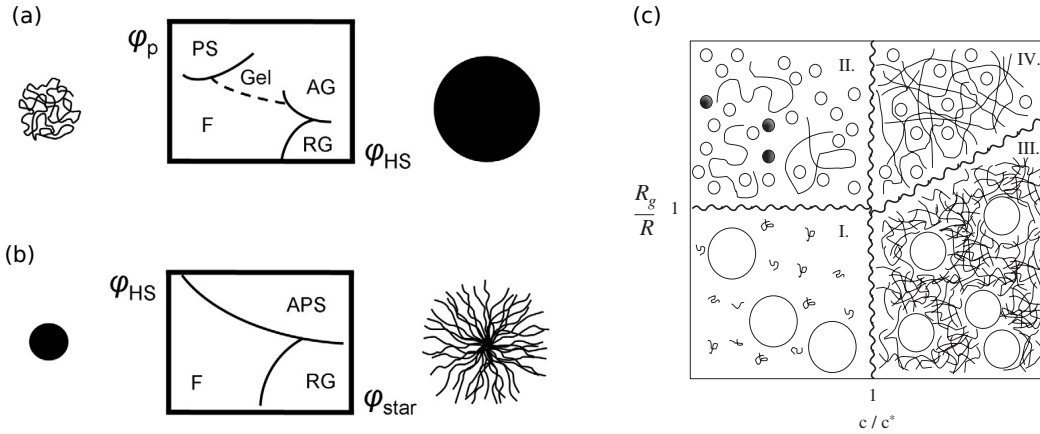 (a)
φp
PS
Gel
AG
F
RG
φHS
(b)
φHS
APS
F
RG
φstar
(c)
II.
IV.
III.
I.
Rg
R
1
1
c / c*